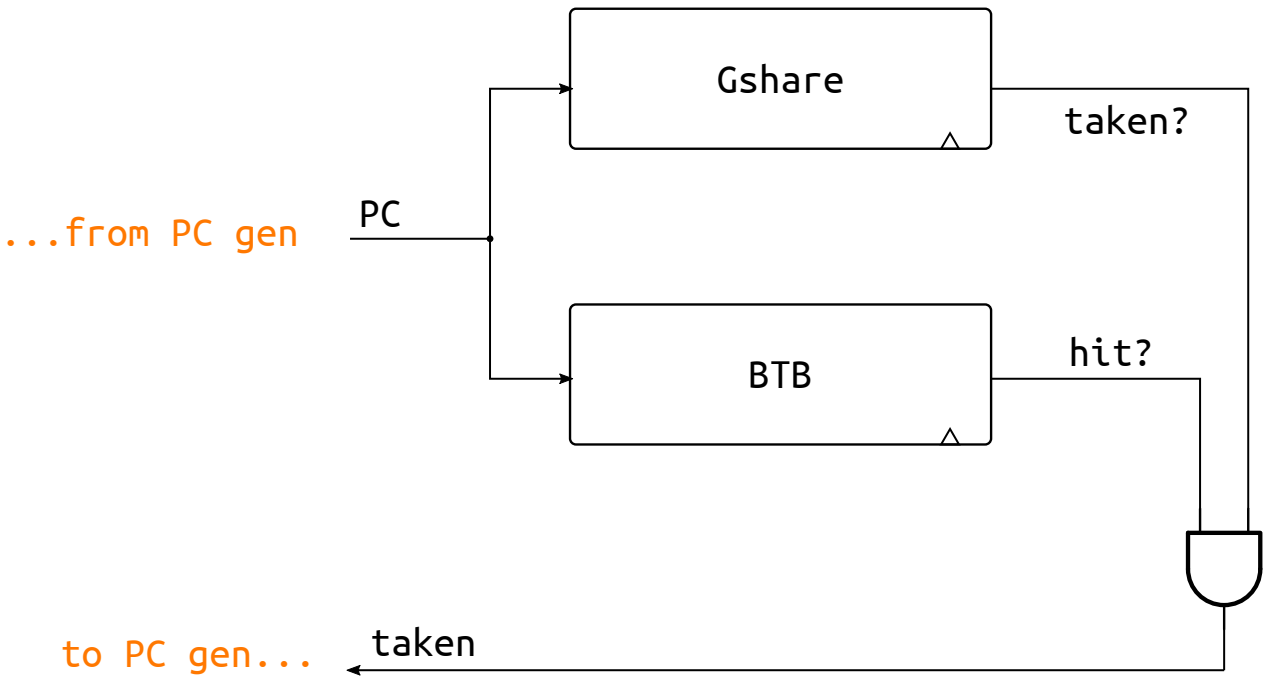 Gshare
taken?
PC
...from PC gen
hit?
BTB
taken
to PC gen...